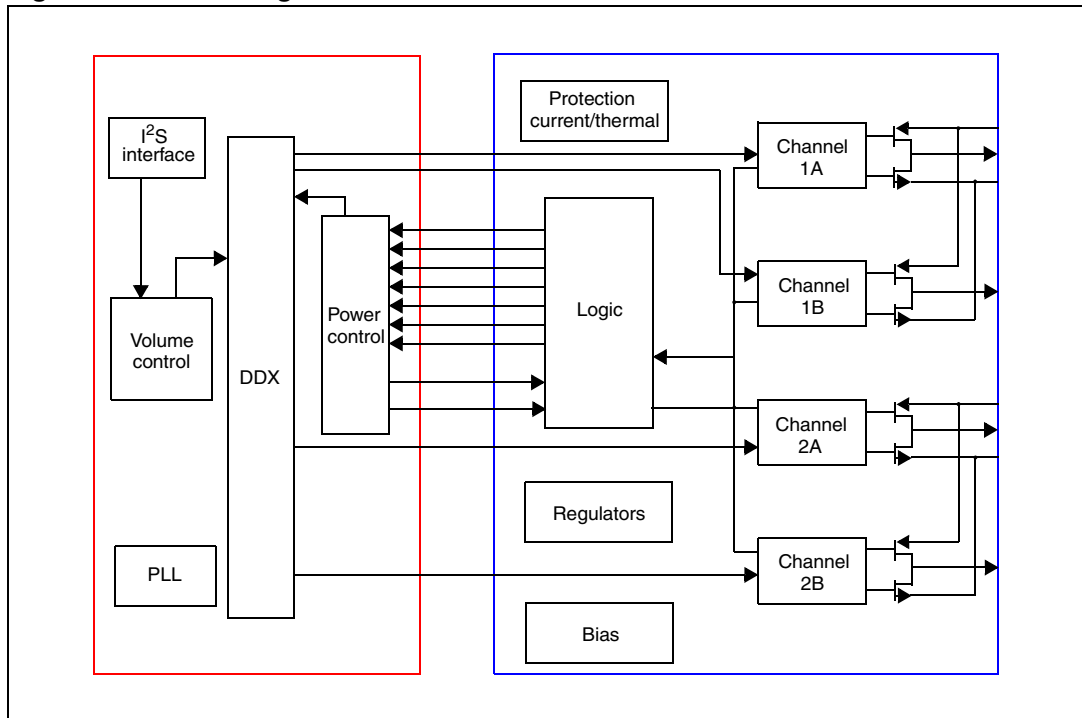 I²S
interface
Volume
control
DDX
Power
control
PLL
Protection
current/thermal
Logic
Regulators
Bias
Channel
1A
Channel
1B
Channel
2A
Channel
2B